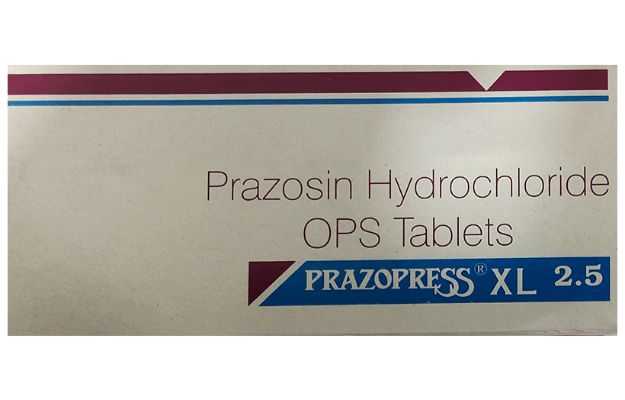 Prazosin Hydrochloride
OPS Tablets
PRAZOPRESS® XL 2.5